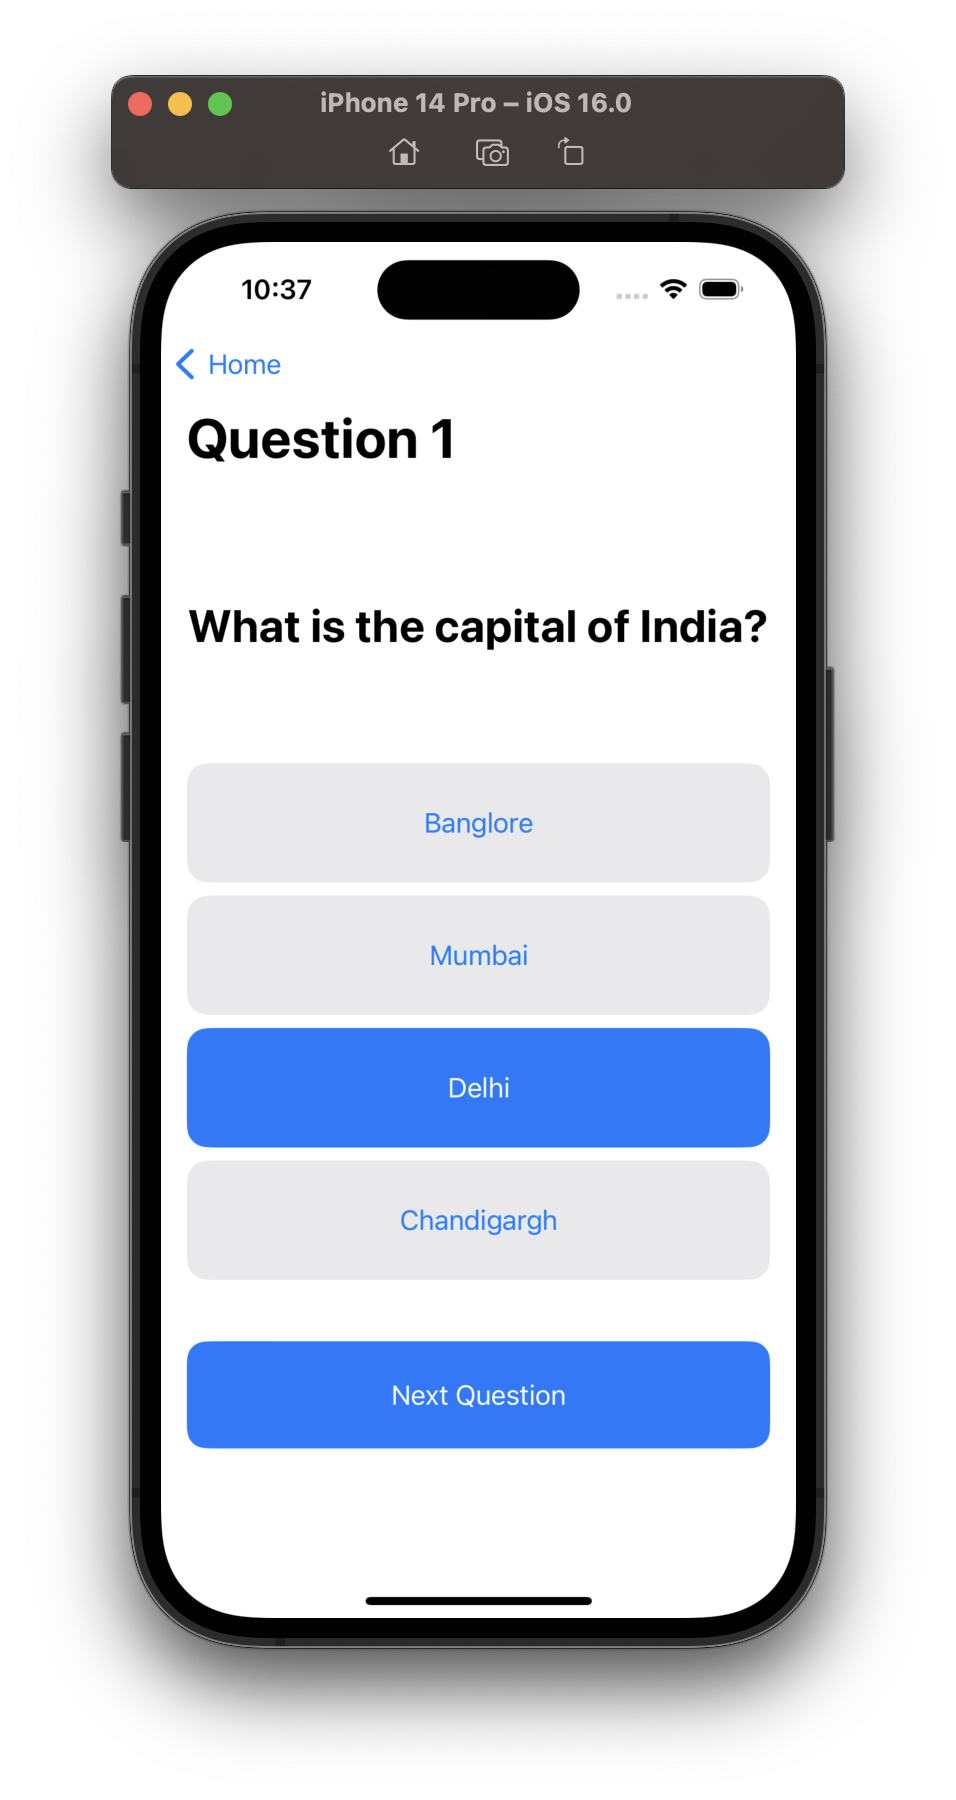 iPhone 14 Pro – iOS 16.0
10:37
Home
Question 1
What is the capital of India?
Banglore
Mumbai
Delhi
Chandigargh
Next Question